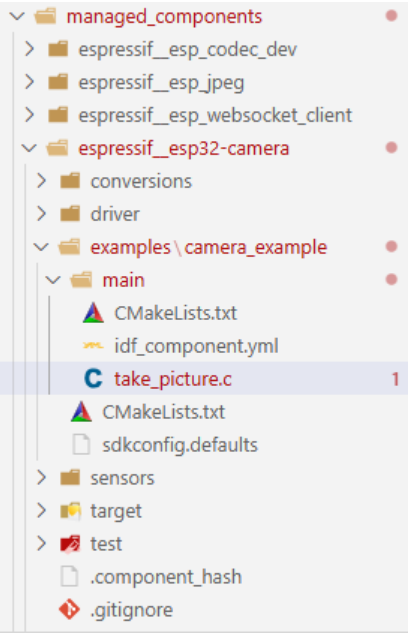 managed_components
espressif__esp_codec_dev
espressif__esp_jpeg
espressif__esp_websocket_client
espressif__esp32-camera
conversions
driver
examples\camera_example
main
CMakeLists.txt
idf_component.yml
C take_picture.c 1
CMakeLists.txt
sdkconfig.defaults
sensors
target
test
.component_hash
.gitignore